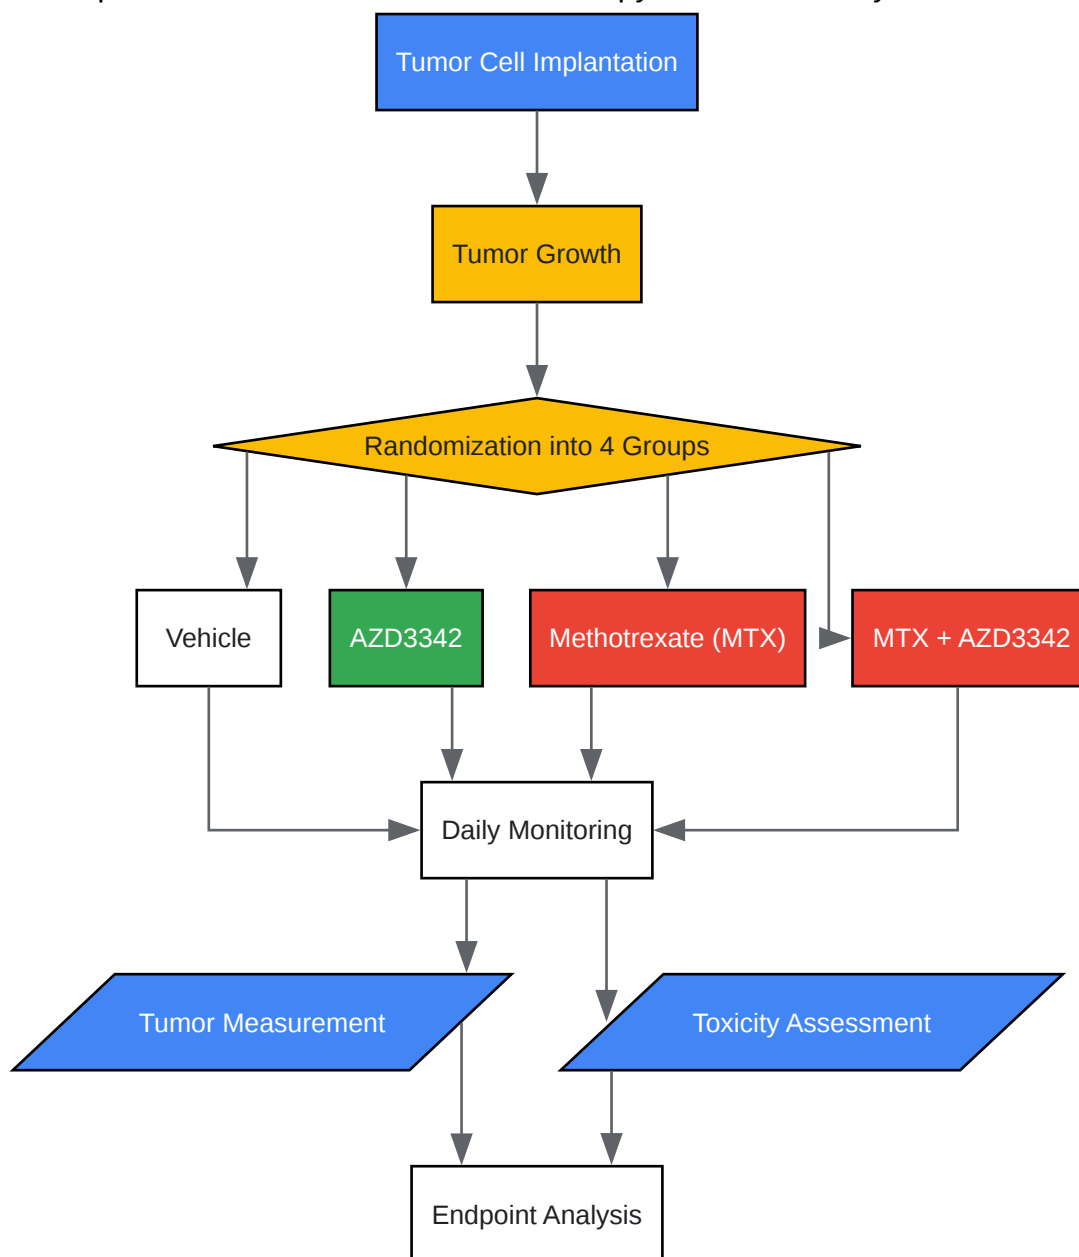 Tumor Cell Implantation
Tumor Growth
Randomization into 4 Groups
Vehicle
AZD3342
Methotrexate (MTX)
MTX + AZD3342
Daily Monitoring
Tumor Measurement
Toxicity Assessment
Endpoint Analysis